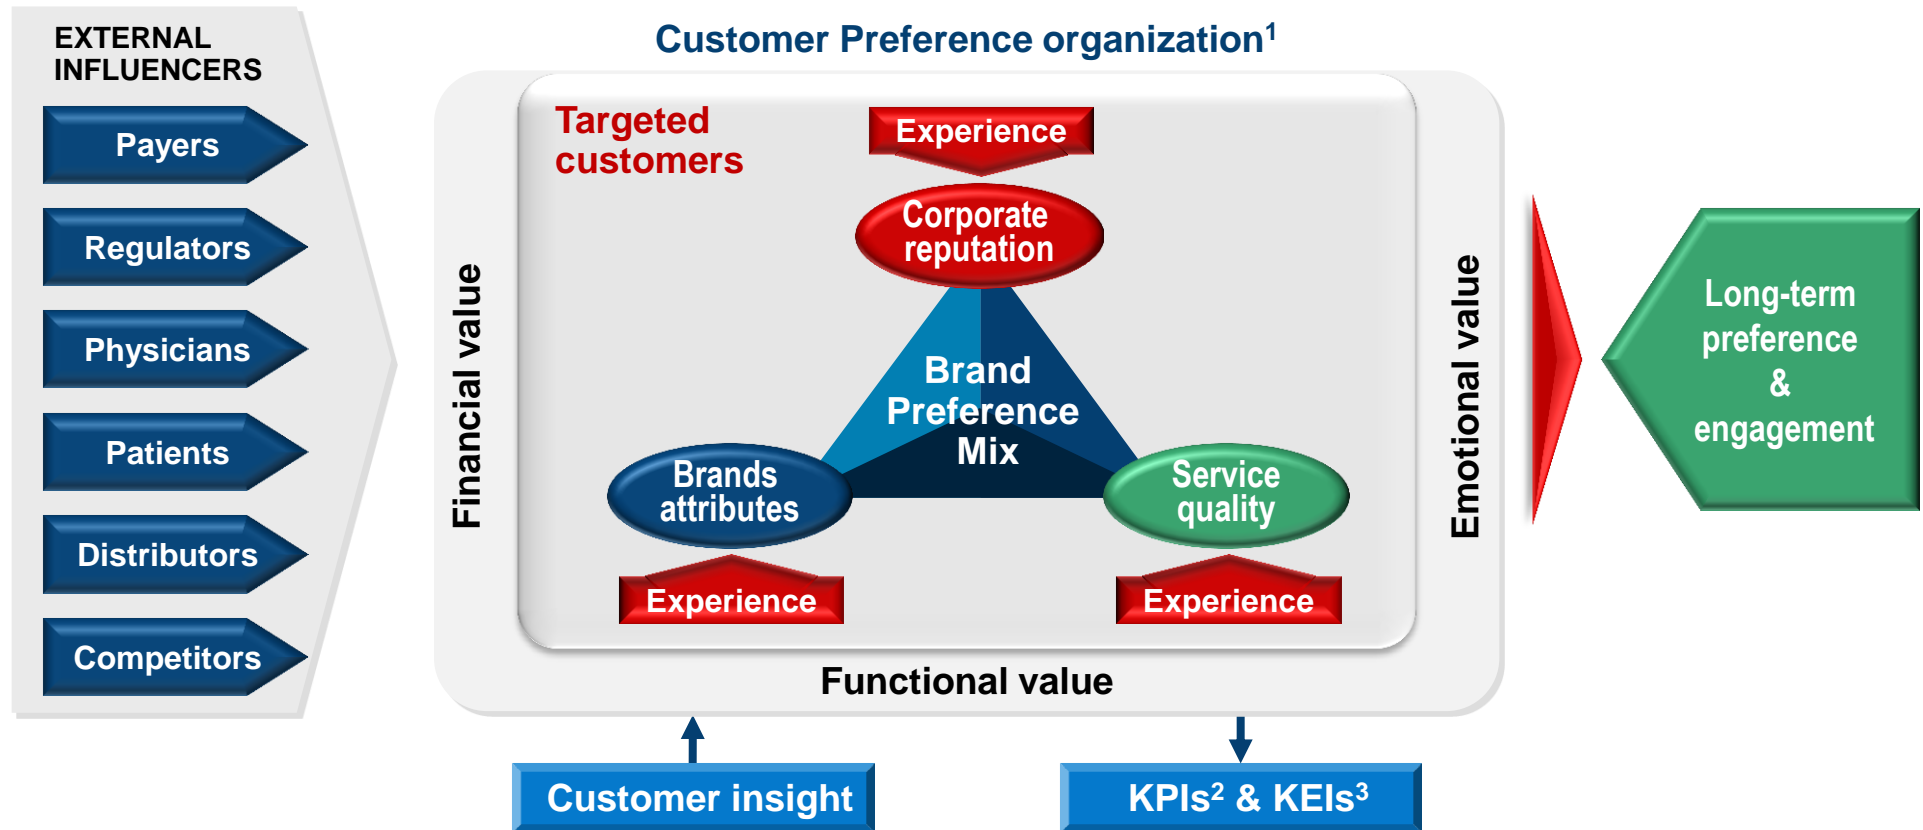 EXTERNAL
INFLUENCERS
Payers
Regulators
Physicians
Patients
Distributors
Competitors
Customer Preference organization¹
Targeted
customers
Experience
Corporate
reputation
Financial value
Brand
Preference
Mix
Emotional value
Brands
attributes
Service
quality
Experience
Experience
Functional value
Customer insight
KPIs² & KEIs³
Long-term
preference
&
engagement